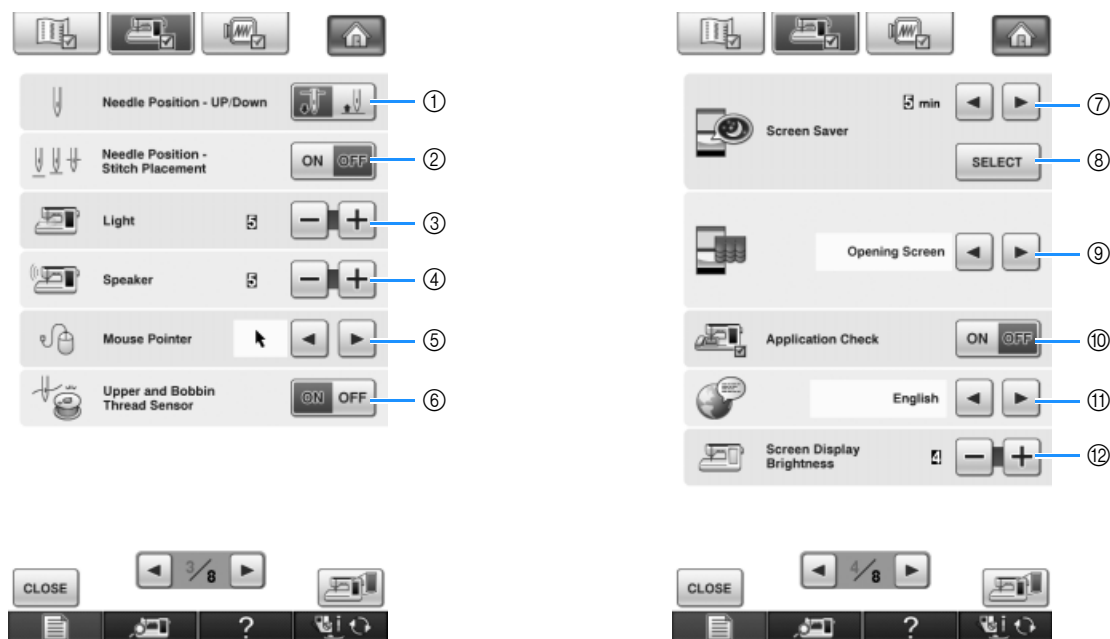 Needle Position - UP/Down
①
Needle Position -
Stitch Placement
ON OFF
②
Light 5 − +
③
Speaker 5 − +
④
Mouse Pointer
⑤
Upper and Bobbin
Thread Sensor
ON OFF
⑥
3/8
CLOSE
? i
5 min
⑦
Screen Saver
SELECT
⑧
Opening Screen
⑨
Application Check ON OFF
⑩
English
⑪
Screen Display
Brightness
4 − +
⑫
4/8
CLOSE
? i